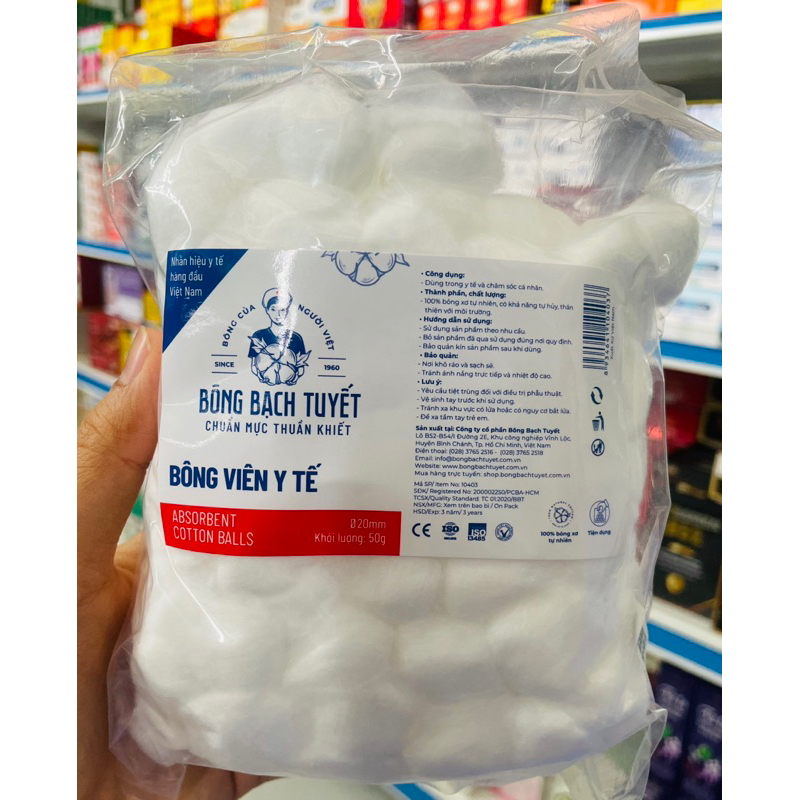 Nhãn hiệu y tế
hàng đầu
Việt Nam
BÔNG CỦA NGƯỜI VIỆT
SINCE 1960
BÔNG BẠCH TUYẾT
CHUẨN MỰC THUẦN KHIẾT
BÔNG VIÊN Y TẾ
ABSORBENT
COTTON BALLS
Ø20mm
Khối lượng: 50g
• Công dụng:
- Dùng trong y tế và chăm sóc cá nhân.
• Thành phần, chất lượng:
- 100% bông xơ tự nhiên, có khả năng tự hủy, thân
thiện với môi trường.
• Hướng dẫn sử dụng:
- Sử dụng sản phẩm theo nhu cầu.
- Bỏ sản phẩm đã qua sử dụng đúng nơi quy định.
- Bảo quản kín sản phẩm sau khi dùng.
• Bảo quản:
- Nơi khô ráo và sạch sẽ.
- Tránh ánh nắng trực tiếp và nhiệt độ cao.
• Lưu ý:
- Yêu cầu tiệt trùng đối với điều trị phẫu thuật.
- Vệ sinh tay trước khi sử dụng.
- Tránh xa khu vực có lửa hoặc có nguy cơ bắt lửa.
- Để xa tầm tay trẻ em.
Sản xuất tại: Công ty cổ phần Bông Bạch Tuyết
Lô B52-B54/I Đường 2E, Khu công nghiệp Vĩnh Lộc,
Huyện Bình Chánh, Tp. Hồ Chí Minh, Việt Nam
Điện thoại: (028) 3765 2516 - (028) 3765 2518
Email: info@bongbachtuyet.com.vn
Website: www.bongbachtuyet.com.vn
Mua hàng trực tuyến: shop.bongbachtuyet.com.vn
Mã SP/ Item No: 10403
SĐK/ Registered No: 200002250/PCBA-HCM
TCSX/Quality Standard: TC 01:2020/BBT
NSX/MFG: Xem trên bao bì / On Pack
HSD/Exp: 3 năm/ 3 years
CE
ISO
ISO
13485
100% bông xơ
tự nhiên
Tiện dụng